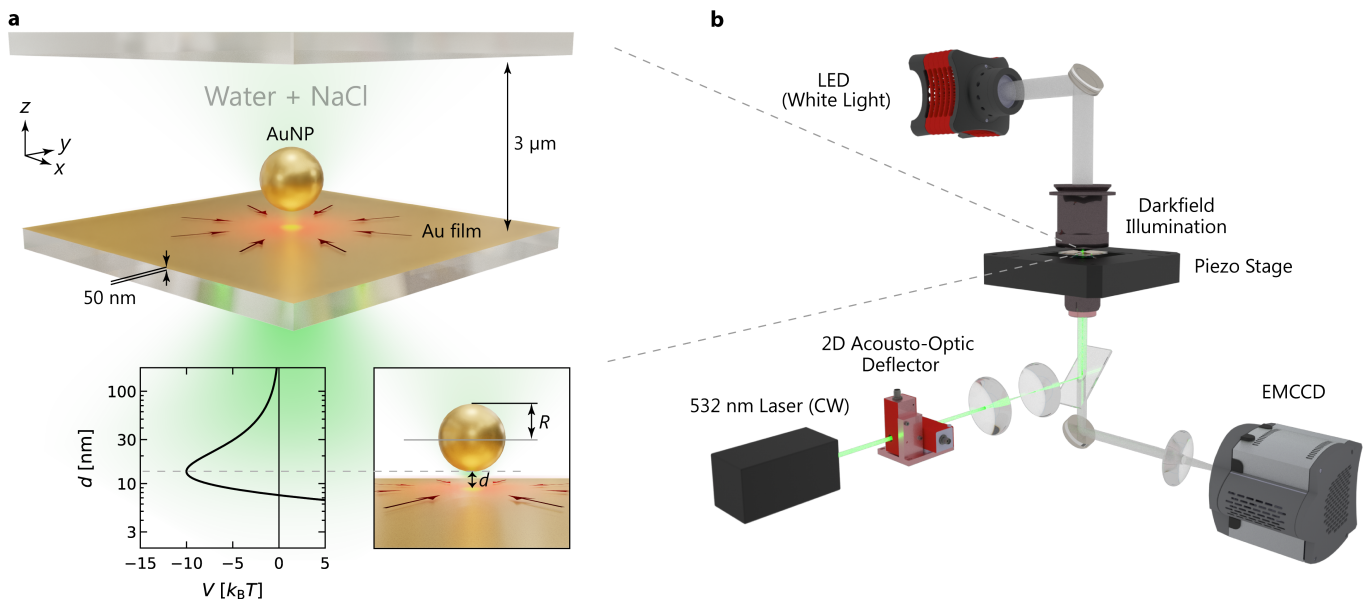 a
Water + NaCl
AuNP
z
y
x
3 μm
Au film
50 nm
d [nm]
100
30
10
3
−15 −10 −5 0 5
V [kBT]
R
d
b
LED
(White Light)
Darkfield
Illumination
Piezo Stage
2D Acousto-Optic
Deflector
532 nm Laser (CW)
EMCCD